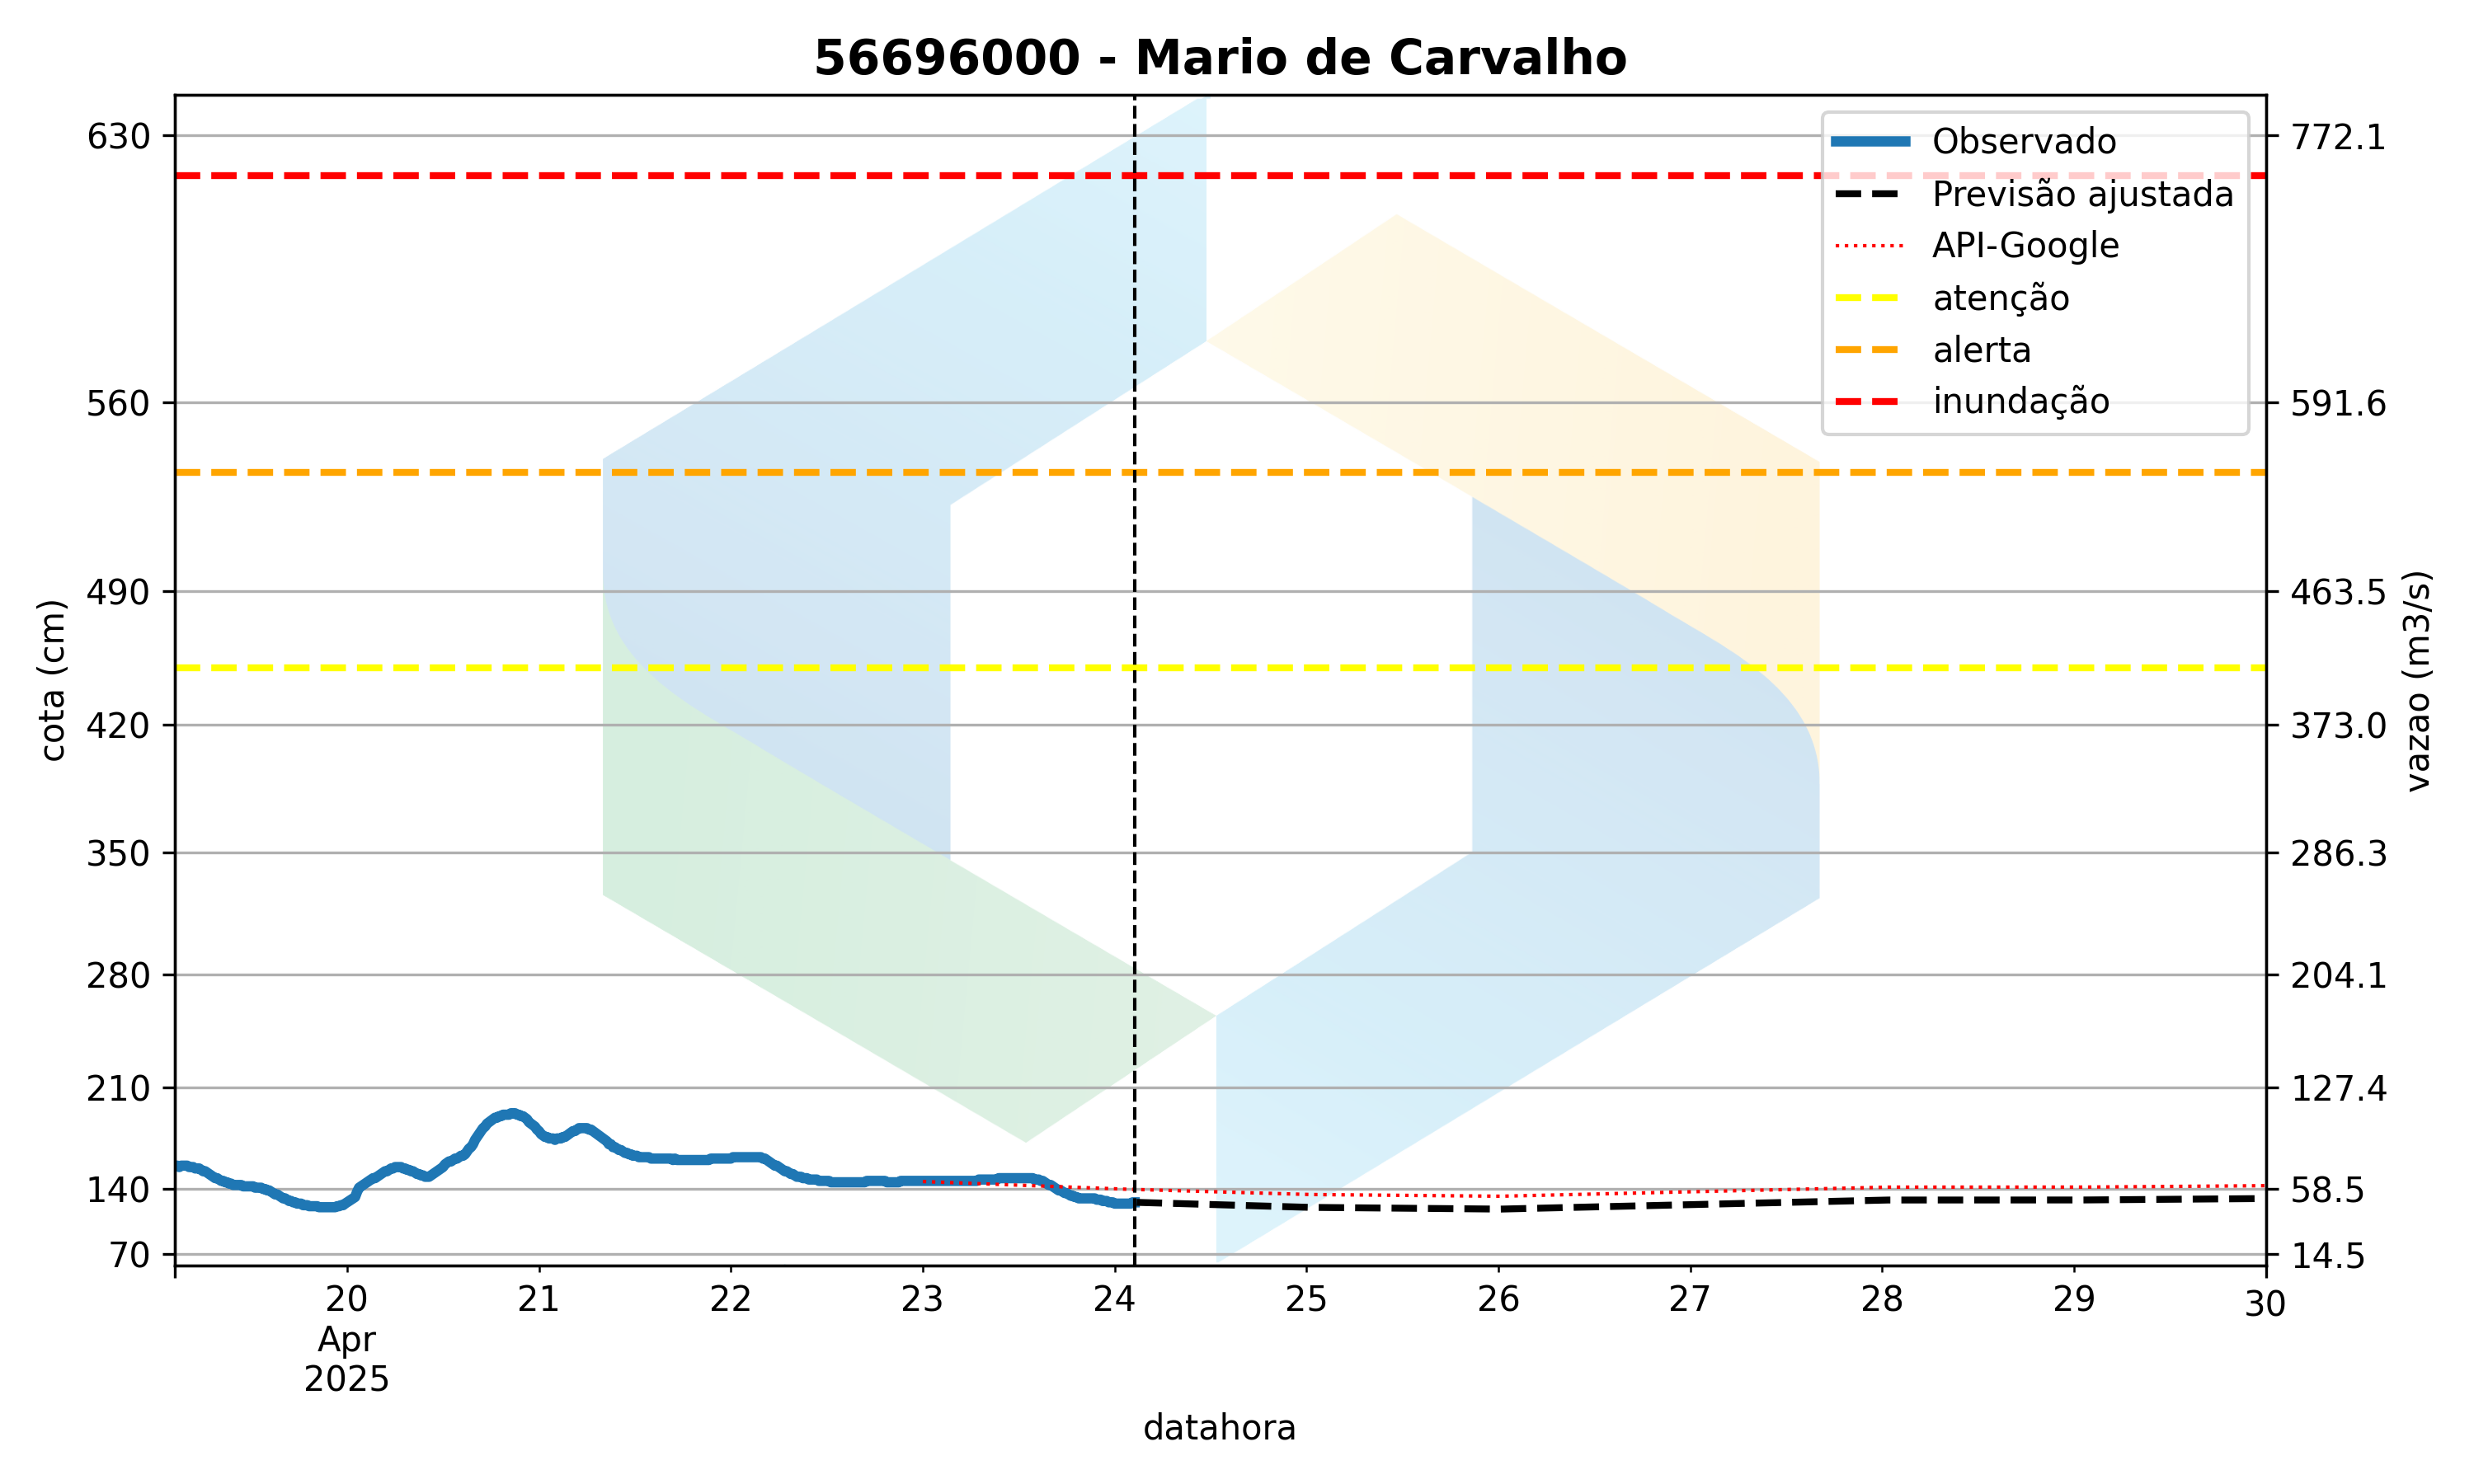 56696000 - Mario de Carvalho
630
560
490
420
350
280
210
140
70
cota (cm)
772.1
591.6
463.5
373.0
286.3
204.1
127.4
58.5
14.5
vazao (m3/s)
Observado
Previsão ajustada
API-Google
atenção
alerta
inundação
20 21 22 23 24 25 26 27 28 29 30
Apr
2025
datahora